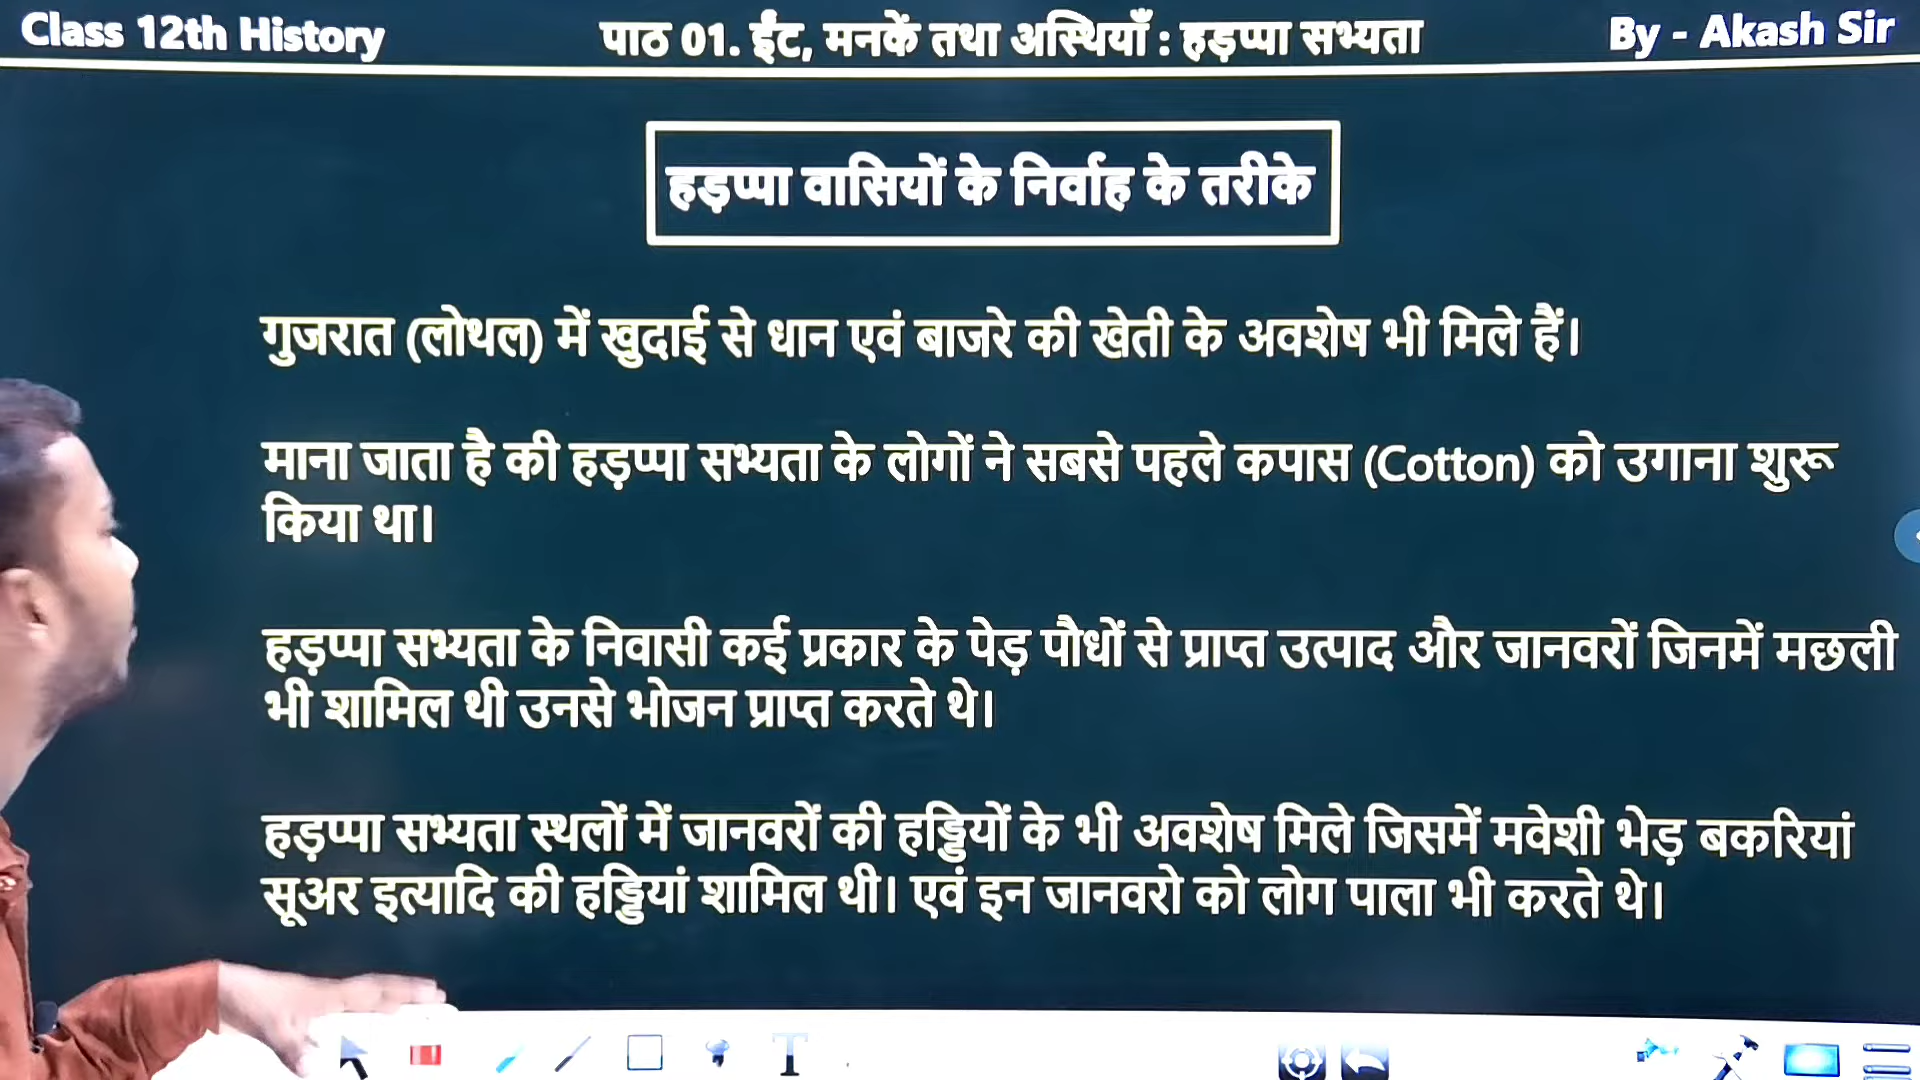 Class 12th History
पाठ 01. ईंट, मनकें तथा अस्थियाँ : हड़प्पा सभ्यता
By - Akash Sir
हड़प्पा वासियों के निर्वाह के तरीके
गुजरात (लोथल) में खुदाई से धान एवं बाजरे की खेती के अवशेष भी मिले हैं।
माना जाता है की हड़प्पा सभ्यता के लोगों ने सबसे पहले कपास (Cotton) को उगाना शुरू
किया था।
हड़प्पा सभ्यता के निवासी कई प्रकार के पेड़ पौधों से प्राप्त उत्पाद और जानवरों जिनमें मछली
भी शामिल थी उनसे भोजन प्राप्त करते थे।
हड़प्पा सभ्यता स्थलों में जानवरों की हड्डियों के भी अवशेष मिले जिसमें मवेशी भेड़ बकरियां
सूअर इत्यादि की हड्डियां शामिल थी। एवं इन जानवरो को लोग पाला भी करते थे।
T